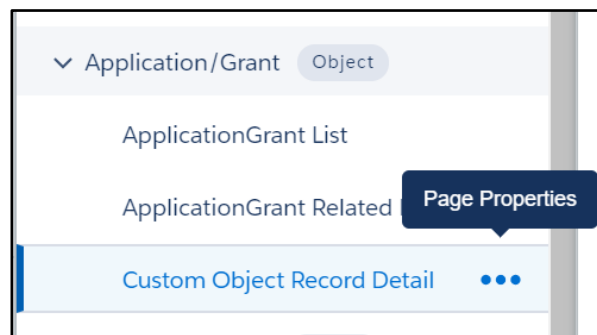 Application/Grant Object
ApplicationGrant List
ApplicationGrant Related
Page Properties
Custom Object Record Detail